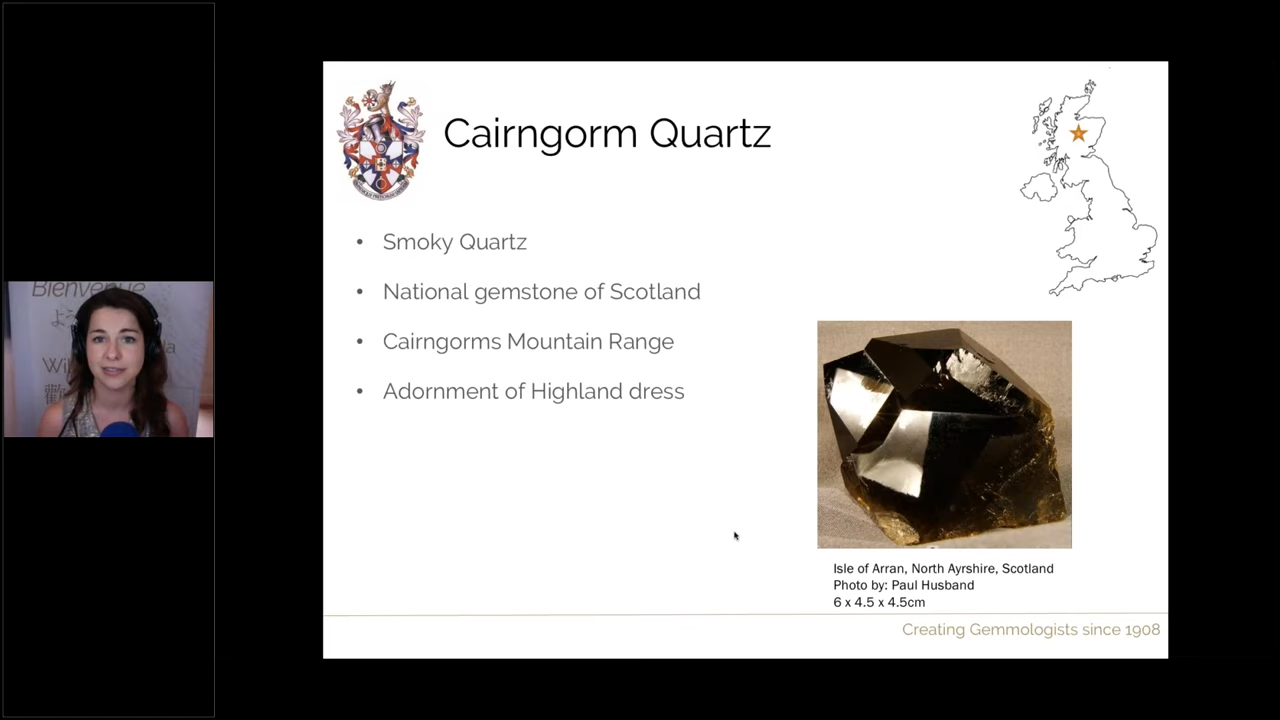 Cairngorm Quartz
• Smoky Quartz
• National gemstone of Scotland
• Cairngorms Mountain Range
• Adornment of Highland dress
Isle of Arran, North Ayrshire, Scotland
Photo by: Paul Husband
6 x 4.5 x 4.5cm
Creating Gemmologists since 1908
Bienvenue